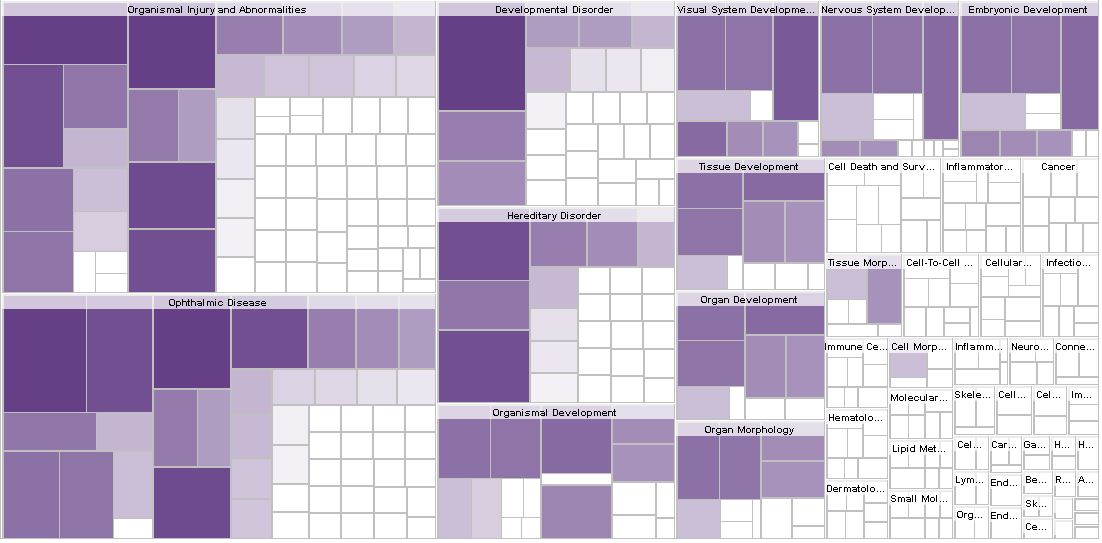 Organismal Injury and Abnormalities
Developmental Disorder
Visual System Developme...
Nervous System Develop...
Embryonic Development
Tissue Development
Cell Death and Surv...
Inflammator...
Cancer
Hereditary Disorder
Tissue Morp...
Cell-To-Cell ...
Cellular...
Infectio...
Ophthalmic Disease
Organ Development
Immune Ce...
Cell Morp...
Inflamm...
Neuro...
Conne...
Organismal Development
Molecular...
Skele...
Cell...
Cel...
Im...
Hematolo...
Organ Morphology
Lipid Met...
Cel...
Car...
Ga...
H...
H...
Dermatolo...
Small Mol...
Lym...
End...
Be...
R...
A...
Sk...
Org...
End...
Ce...